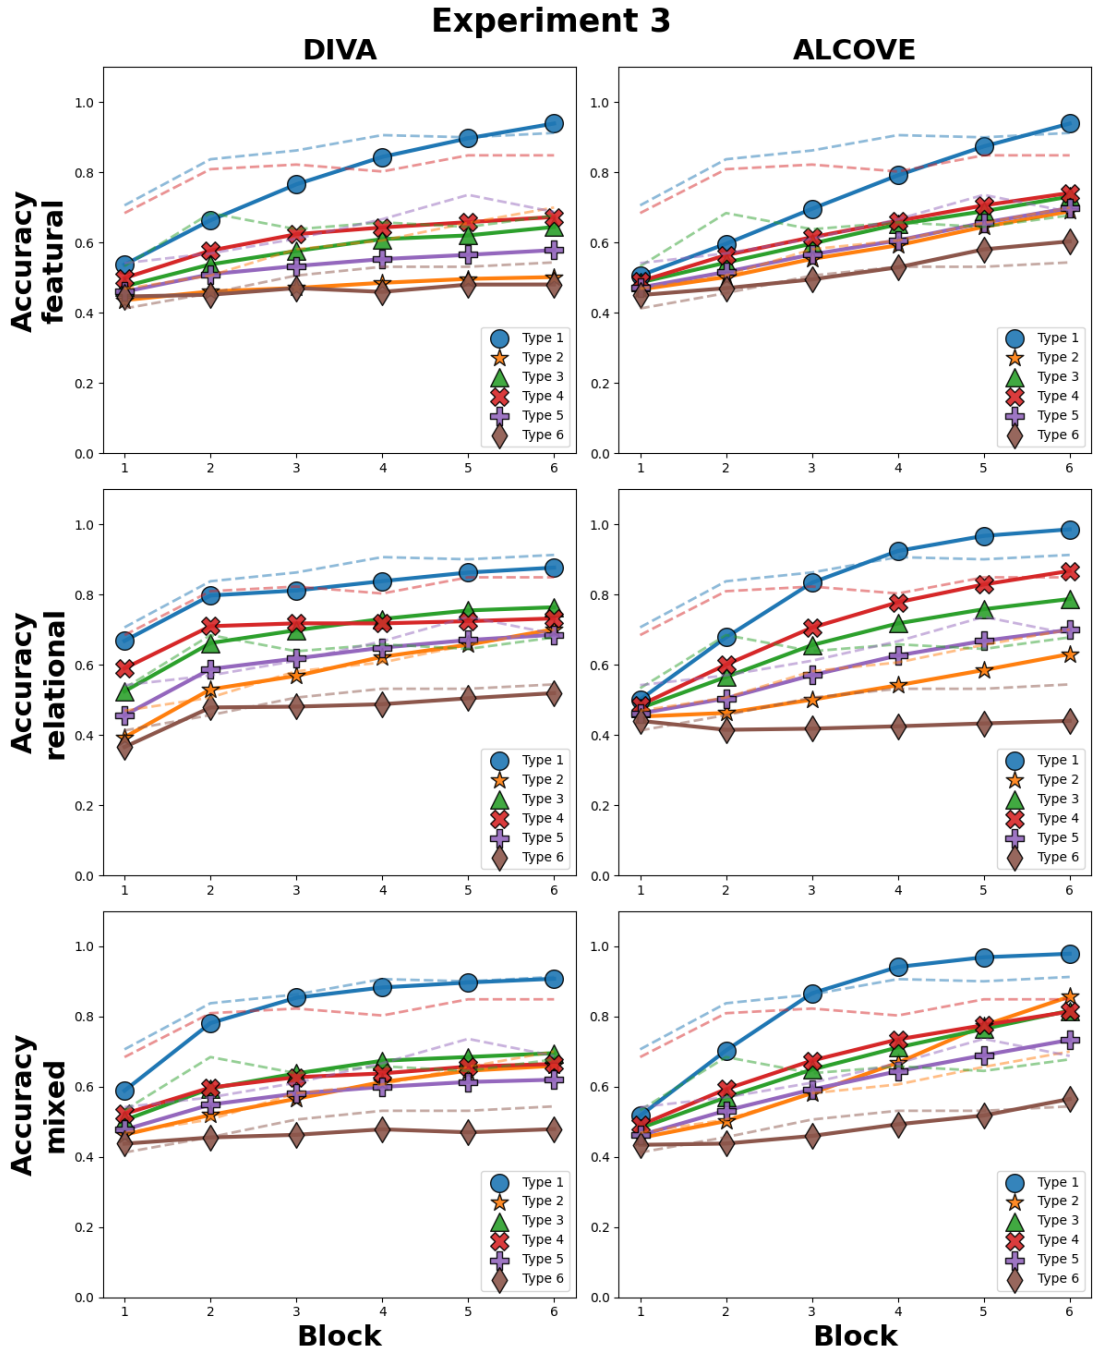 Experiment 3
DIVA
ALCOVE
Accuracy
featural
1.0
0.8
0.6
0.4
0.2
0.0
1 2 3 4 5 6
Type 1
Type 2
Type 3
Type 4
Type 5
Type 6
1.0
0.8
0.6
0.4
0.2
0.0
1 2 3 4 5 6
Type 1
Type 2
Type 3
Type 4
Type 5
Type 6
Accuracy
relational
1.0
0.8
0.6
0.4
0.2
0.0
1 2 3 4 5 6
Type 1
Type 2
Type 3
Type 4
Type 5
Type 6
1.0
0.8
0.6
0.4
0.2
0.0
1 2 3 4 5 6
Type 1
Type 2
Type 3
Type 4
Type 5
Type 6
Accuracy
mixed
1.0
0.8
0.6
0.4
0.2
0.0
1 2 3 4 5 6
Type 1
Type 2
Type 3
Type 4
Type 5
Type 6
Block
1.0
0.8
0.6
0.4
0.2
0.0
1 2 3 4 5 6
Type 1
Type 2
Type 3
Type 4
Type 5
Type 6
Block